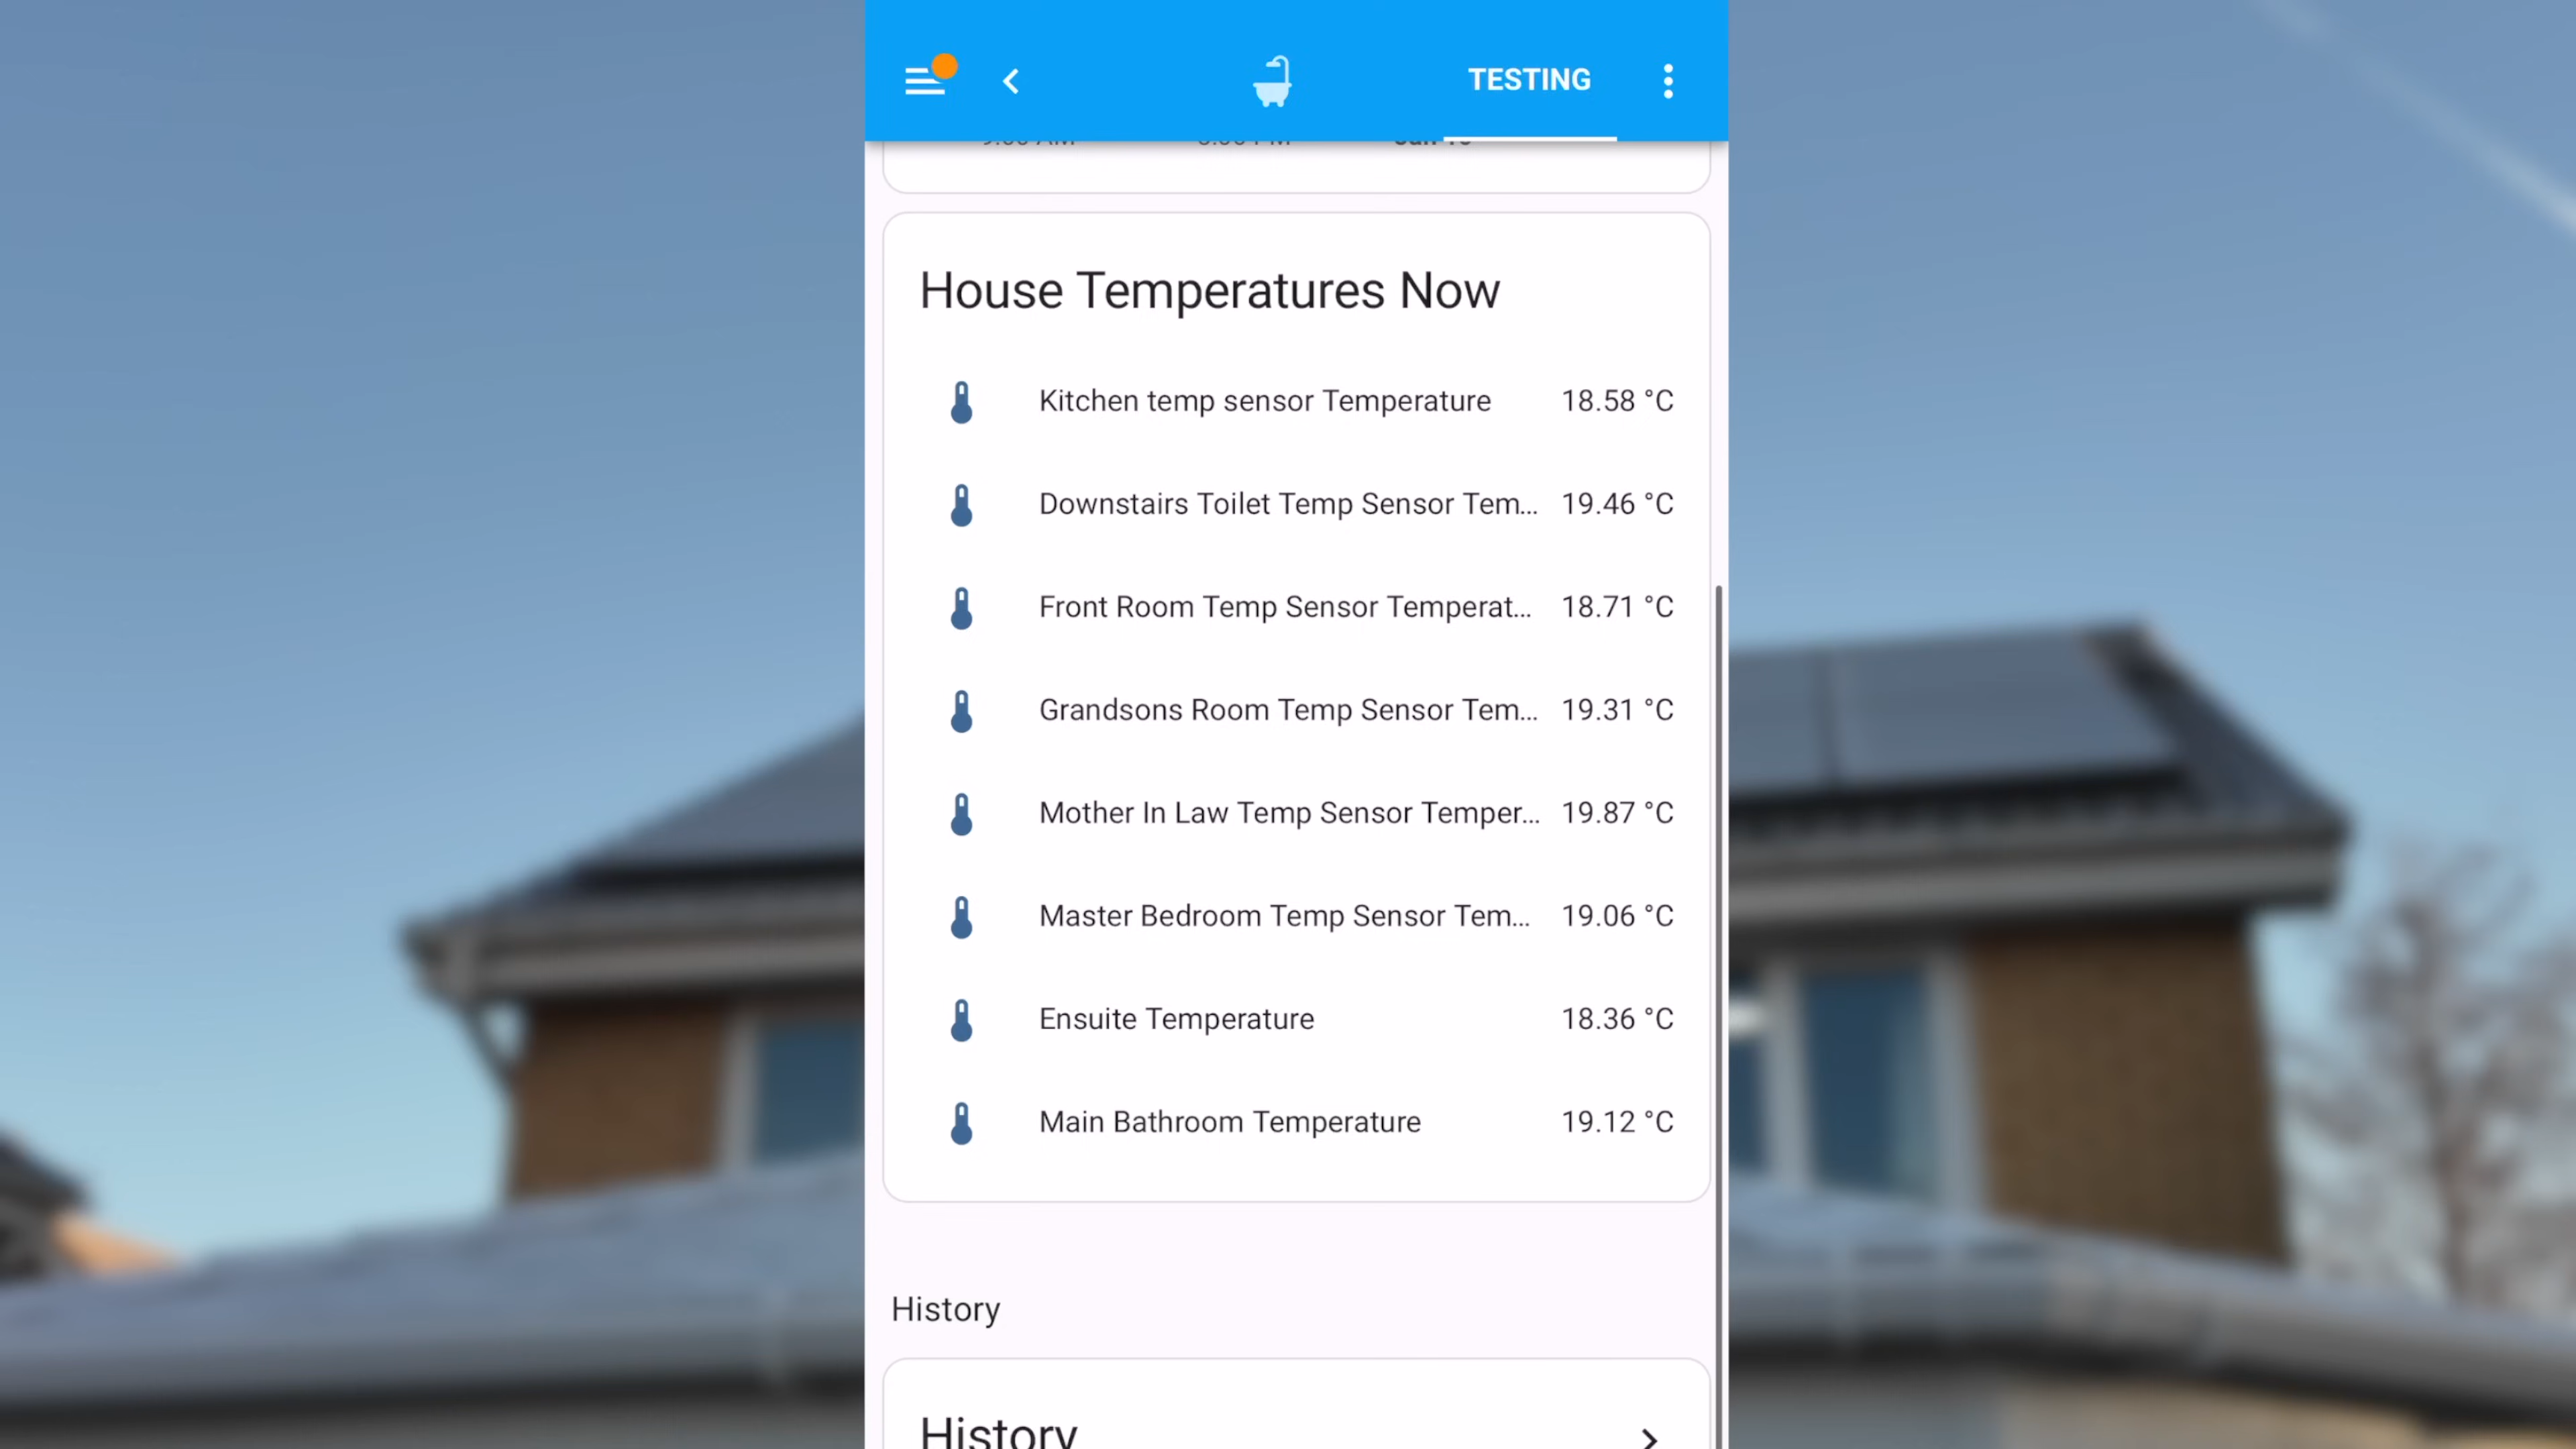 TESTING
House Temperatures Now
Kitchen temp sensor Temperature 18.58 °C
Downstairs Toilet Temp Sensor Tem... 19.46 °C
Front Room Temp Sensor Temperat... 18.71 °C
Grandsons Room Temp Sensor Tem... 19.31 °C
Mother In Law Temp Sensor Temper... 19.87 °C
Master Bedroom Temp Sensor Tem... 19.06 °C
Ensuite Temperature 18.36 °C
Main Bathroom Temperature 19.12 °C
History
History